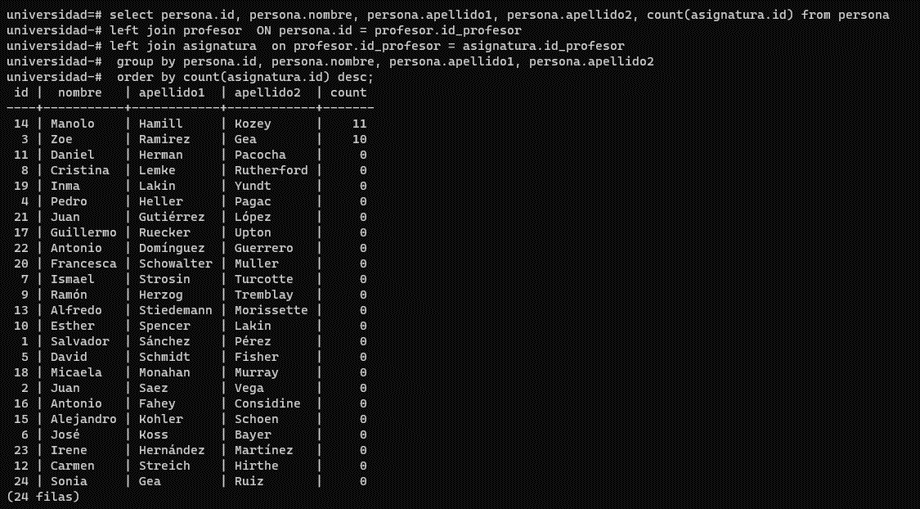 universidad=# select persona.id, persona.nombre, persona.apellido1, persona.apellido2, count(asignatura.id) from persona
universidad-# left join profesor  ON persona.id = profesor.id_profesor
universidad-# left join asignatura  on profesor.id_profesor = asignatura.id_profesor
universidad-#  group by persona.id, persona.nombre, persona.apellido1, persona.apellido2
universidad-#  order by count(asignatura.id) desc;
 id |  nombre   | apellido1  | apellido2  | count
----+-----------+------------+------------+-------
 14 | Manolo    | Hamill     | Kozey      |    11
  3 | Zoe       | Ramirez    | Gea        |    10
 11 | Daniel    | Herman     | Pacocha    |     0
  8 | Cristina  | Lemke      | Rutherford |     0
 19 | Inma      | Lakin      | Yundt      |     0
  4 | Pedro     | Heller     | Pagac      |     0
 21 | Juan      | Gutiérrez  | López      |     0
 17 | Guillermo | Ruecker    | Upton      |     0
 22 | Antonio   | Domínguez  | Guerrero   |     0
 20 | Francesca | Schowalter | Muller     |     0
  7 | Ismael    | Strosin    | Turcotte   |     0
  9 | Ramón     | Herzog     | Tremblay   |     0
 13 | Alfredo   | Stiedemann | Morissette |     0
 10 | Esther    | Spencer    | Lakin      |     0
  1 | Salvador  | Sánchez    | Pérez      |     0
  5 | David     | Schmidt    | Fisher     |     0
 18 | Micaela   | Monahan    | Murray     |     0
  2 | Juan      | Saez       | Vega       |     0
 16 | Antonio   | Fahey      | Considine  |     0
 15 | Alejandro | Kohler     | Schoen     |     0
  6 | José      | Koss       | Bayer      |     0
 23 | Irene     | Hernández  | Martínez   |     0
 12 | Carmen    | Streich    | Hirthe     |     0
 24 | Sonia     | Gea        | Ruiz       |     0
(24 filas)